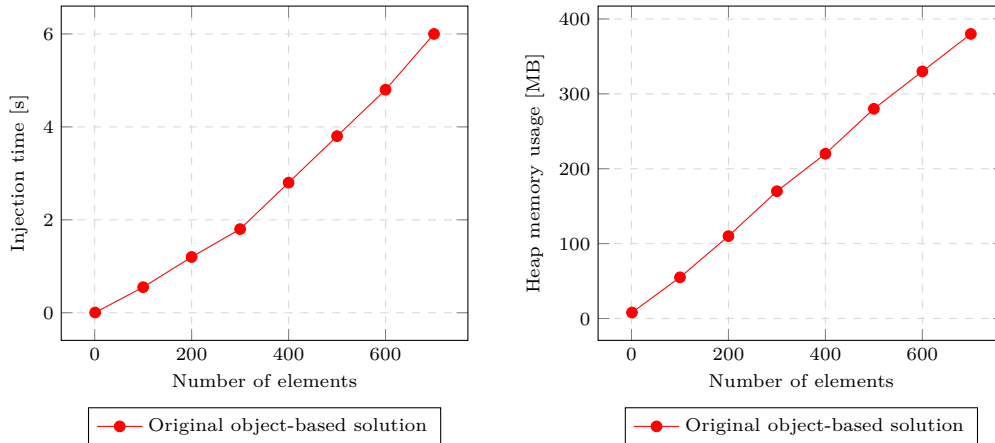 6
4
2
0
Injection time [s]
0 200 400 600
Number of elements
Original object-based solution
400
300
200
100
0
Heap memory usage [MB]
0 200 400 600
Number of elements
Original object-based solution